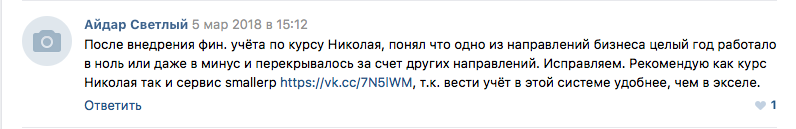 Айдар Светлый 5 мар 2018 в 15:12
После внедрения фин. учёта по курсу Николая, понял что одно из направлений бизнеса целый год работало
в ноль или даже в минус и перекрывалось за счет других направлений. Исправляем. Рекомендую как курс
Николая так и сервис smallerp https://vk.cc/7N5lWM, т.к. вести учёт в этой системе удобнее, чем в экселе.
Ответить 1